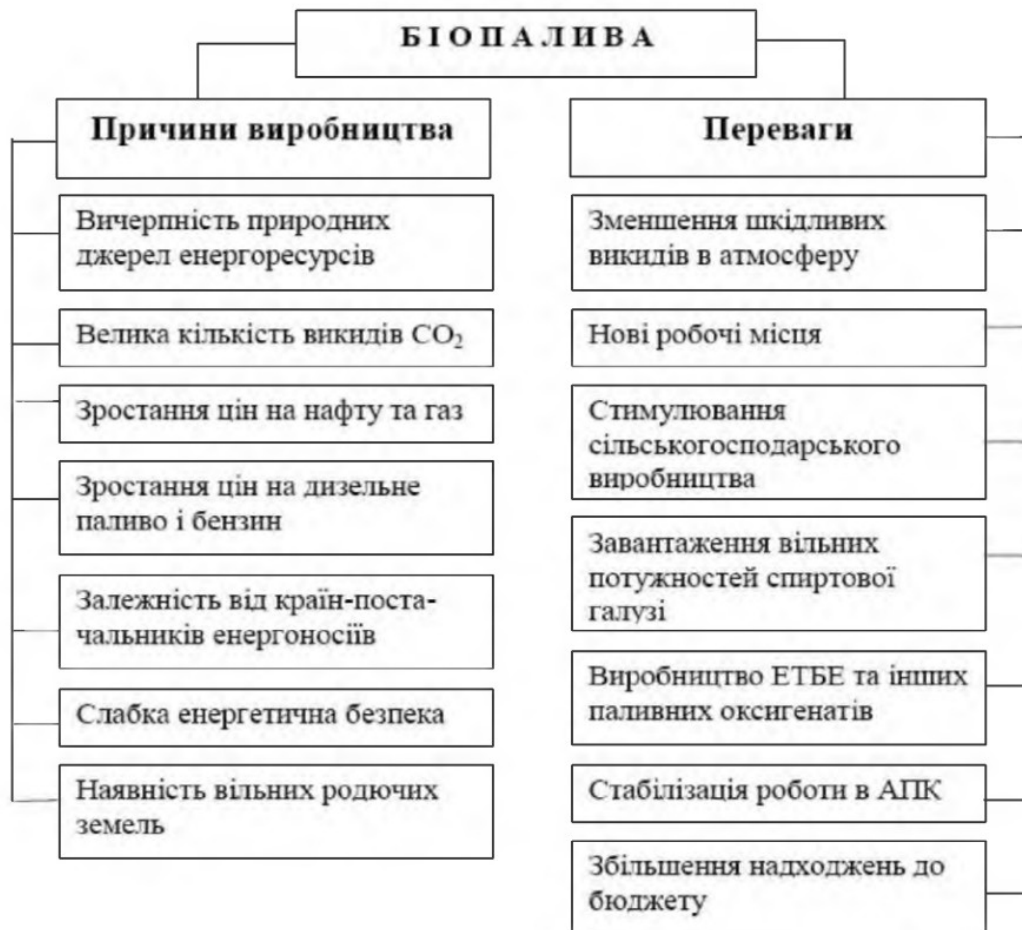 БІОПАЛИВА
Причини виробництва
Вичерпність природних
джерел енергоресурсів
Велика кількість викидів CO₂
Зростання цін на нафту та газ
Зростання цін на дизельне
паливо і бензин
Залежність від країн-поста-
чальників енергоносіїв
Слабка енергетична безпека
Наявність вільних родючих
земель
Переваги
Зменшення шкідливих
викидів в атмосферу
Нові робочі місця
Стимулювання
сільськогосподарського
виробництва
Завантаження вільних
потужностей спиртової
галузі
Виробництво ЕТБЕ та інших
паливних оксигенатів
Стабілізація роботи в АПК
Збільшення надходжень до
бюджету